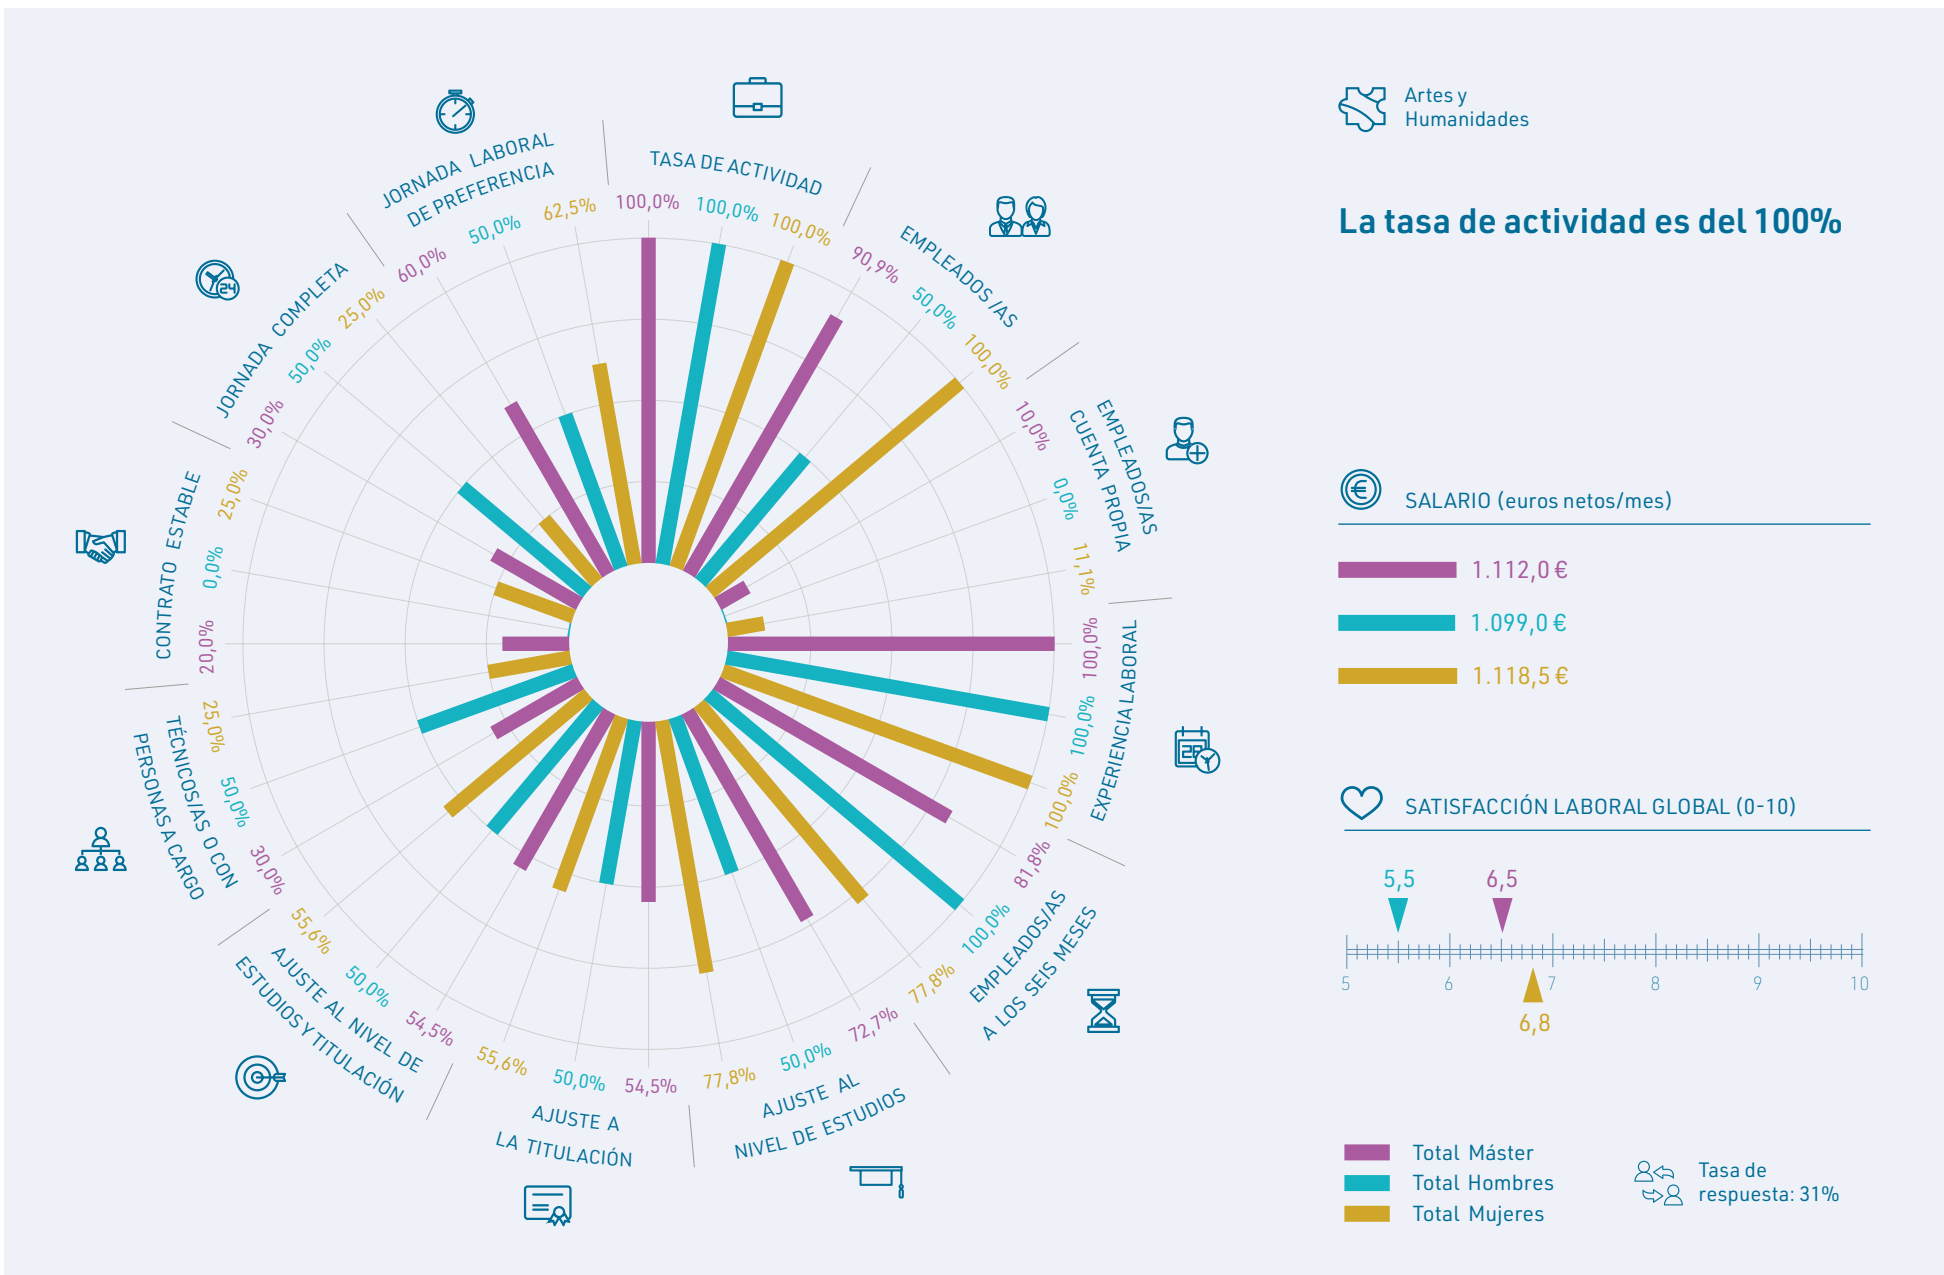 JORNADA LABORAL
DE PREFERENCIA
60,0%
50,0%
62,5%
TASA DE ACTIVIDAD
100,0%
100,0%
100,0%
EMPLEADOS /AS
90,9%
50,0%
100,0%
EMPLEADOS/AS
CUENTA PROPIA
10,0%
0,0%
11,1%
EXPERIENCIA LABORAL
100,0%
100,0%
100,0%
EMPLEADOS/AS
A LOS SEIS MESES
81,8%
100,0%
77,8%
AJUSTE AL
NIVEL DE ESTUDIOS
72,7%
50,0%
77,8%
AJUSTE A
LA TITULACIÓN
54,5%
50,0%
55,6%
AJUSTE AL NIVEL DE
ESTUDIOS Y TITULACIÓN
54,5%
50,0%
55,6%
TÉCNICOS/AS O CON
PERSONAS A CARGO
30,0%
50,0%
25,0%
CONTRATO ESTABLE
20,0%
0,0%
25,0%
JORNADA COMPLETA
30,0%
50,0%
25,0%
24
28
Artes y
Humanidades
La tasa de actividad es del 100%
€
SALARIO (euros netos/mes)
1.112,0 €
1.099,0 €
1.118,5 €
SATISFACCIÓN LABORAL GLOBAL (0-10)
5,5
6,5
5 6 7 8 9 10
6,8
Total Máster
Total Hombres
Total Mujeres
Tasa de
respuesta: 31%